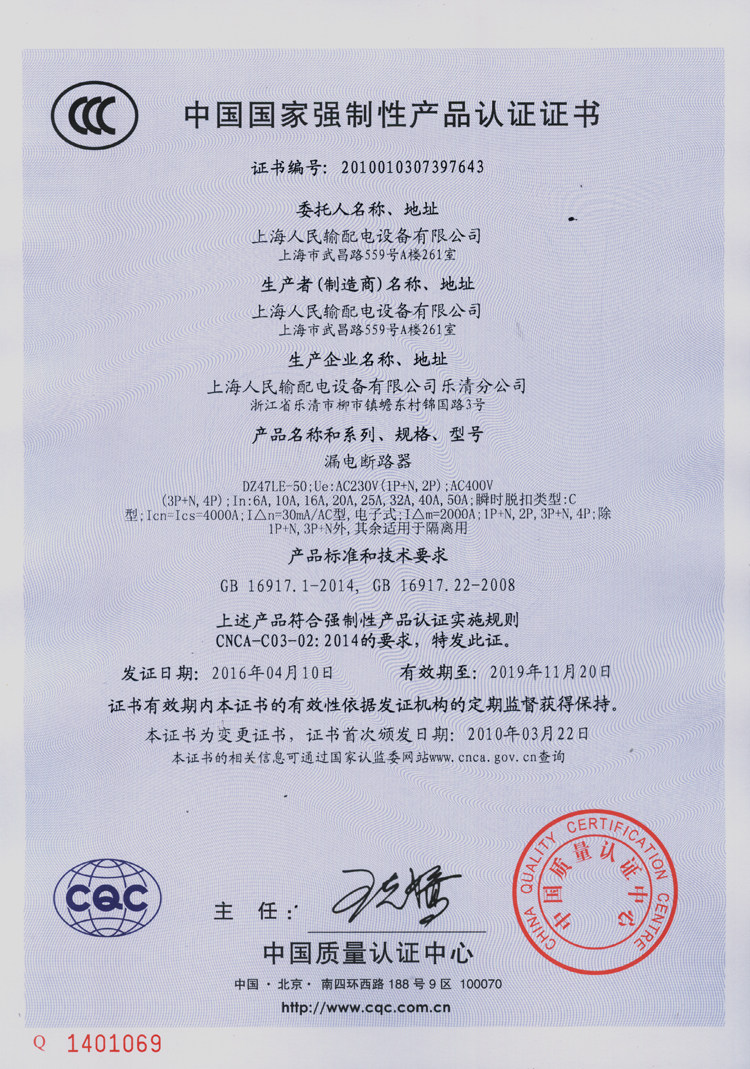 中国国家强制性产品认证证书
证书编号：2010010307397643
委托人名称、地址
上海人民输配电设备有限公司
上海市武昌路559号A楼261室
生产者(制造商)名称、地址
上海人民输配电设备有限公司
上海市武昌路559号A楼261室
生产企业名称、地址
上海人民输配电设备有限公司乐清分公司
浙江省乐清市柳市镇蟾东村锦国路3号
产品名称和系列、规格、型号
漏电断路器
DZ47LE-50;Ue:AC230V(1P+N,2P);AC400V
(3P+N,4P);In:6A,10A,16A,20A,25A,32A,40A,50A;瞬时脱扣类型:C
型;Icn=Ics=4000A;I△n=30mA/AC型,电子式;I△m=2000A;1P+N,2P,3P+N,4P;除
1P+N,3P+N外,其余适用于隔离用
产品标准和技术要求
GB 16917.1-2014, GB 16917.22-2008
上述产品符合强制性产品认证实施规则
CNCA-C03-02:2014的要求，特发此证。
发证日期：2016年04月10日 有效期至：2019年11月20日
证书有效期内本证书的有效性依据发证机构的定期监督获得保持。
本证书为变更证书，证书首次颁发日期：2010年03月22日
本证书的相关信息可通过国家认监委网站www.cnca.gov.cn查询
CQC
主 任：
CHINA QUALITY CERTIFICATION CENTRE
中国质量认证中心
中国质量认证中心
中国·北京·南四环西路188号9区 100070
http://www.cqc.com.cn
Q 1401069